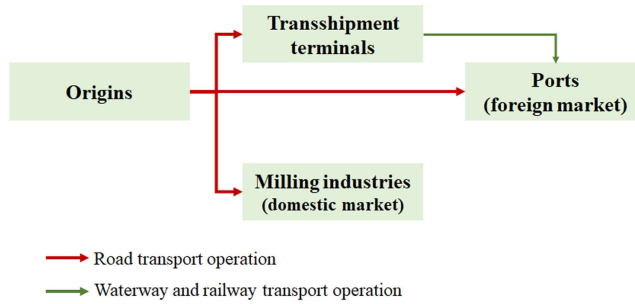 Transshipment
terminals
Origins
Ports
(foreign market)
Milling industries
(domestic market)
Road transport operation
Waterway and railway transport operation